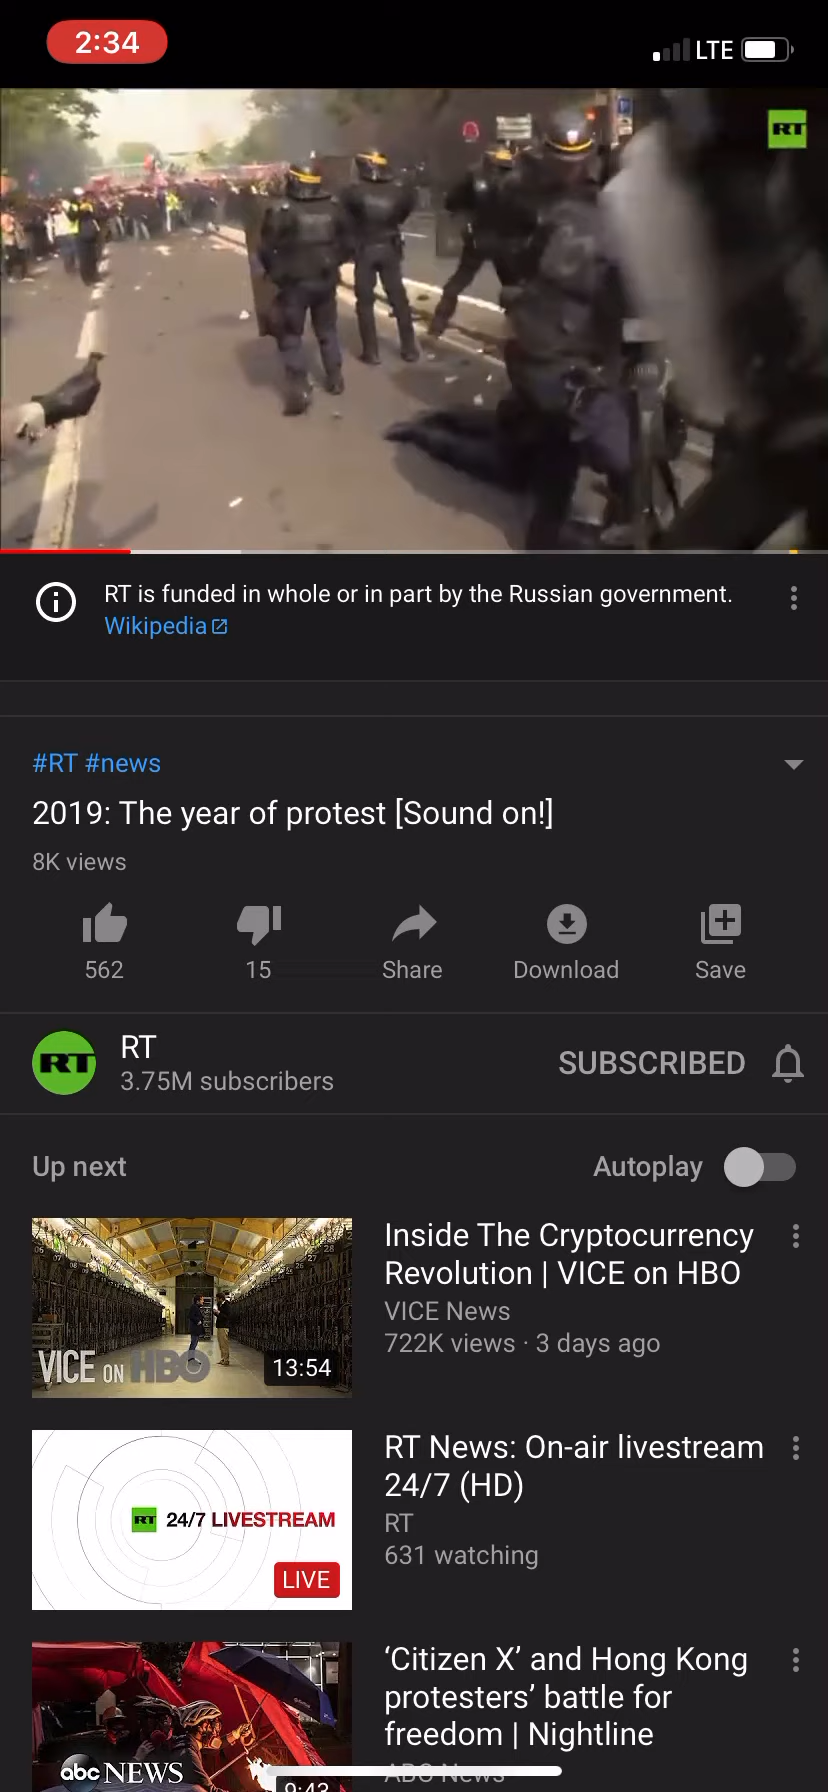 2:34
LTE
RT
RT is funded in whole or in part by the Russian government.
Wikipedia
#RT #news
2019: The year of protest [Sound on!]
8K views
562
15
Share
Download
Save
RT
RT
3.75M subscribers
SUBSCRIBED
Up next
Autoplay
VICE ON HBO
13:54
Inside The Cryptocurrency
Revolution | VICE on HBO
VICE News
722K views · 3 days ago
RT 24/7 LIVESTREAM
LIVE
RT News: On-air livestream
24/7 (HD)
RT
631 watching
abc NEWS
9:43
‘Citizen X’ and Hong Kong
protesters’ battle for
freedom | Nightline
ABC News